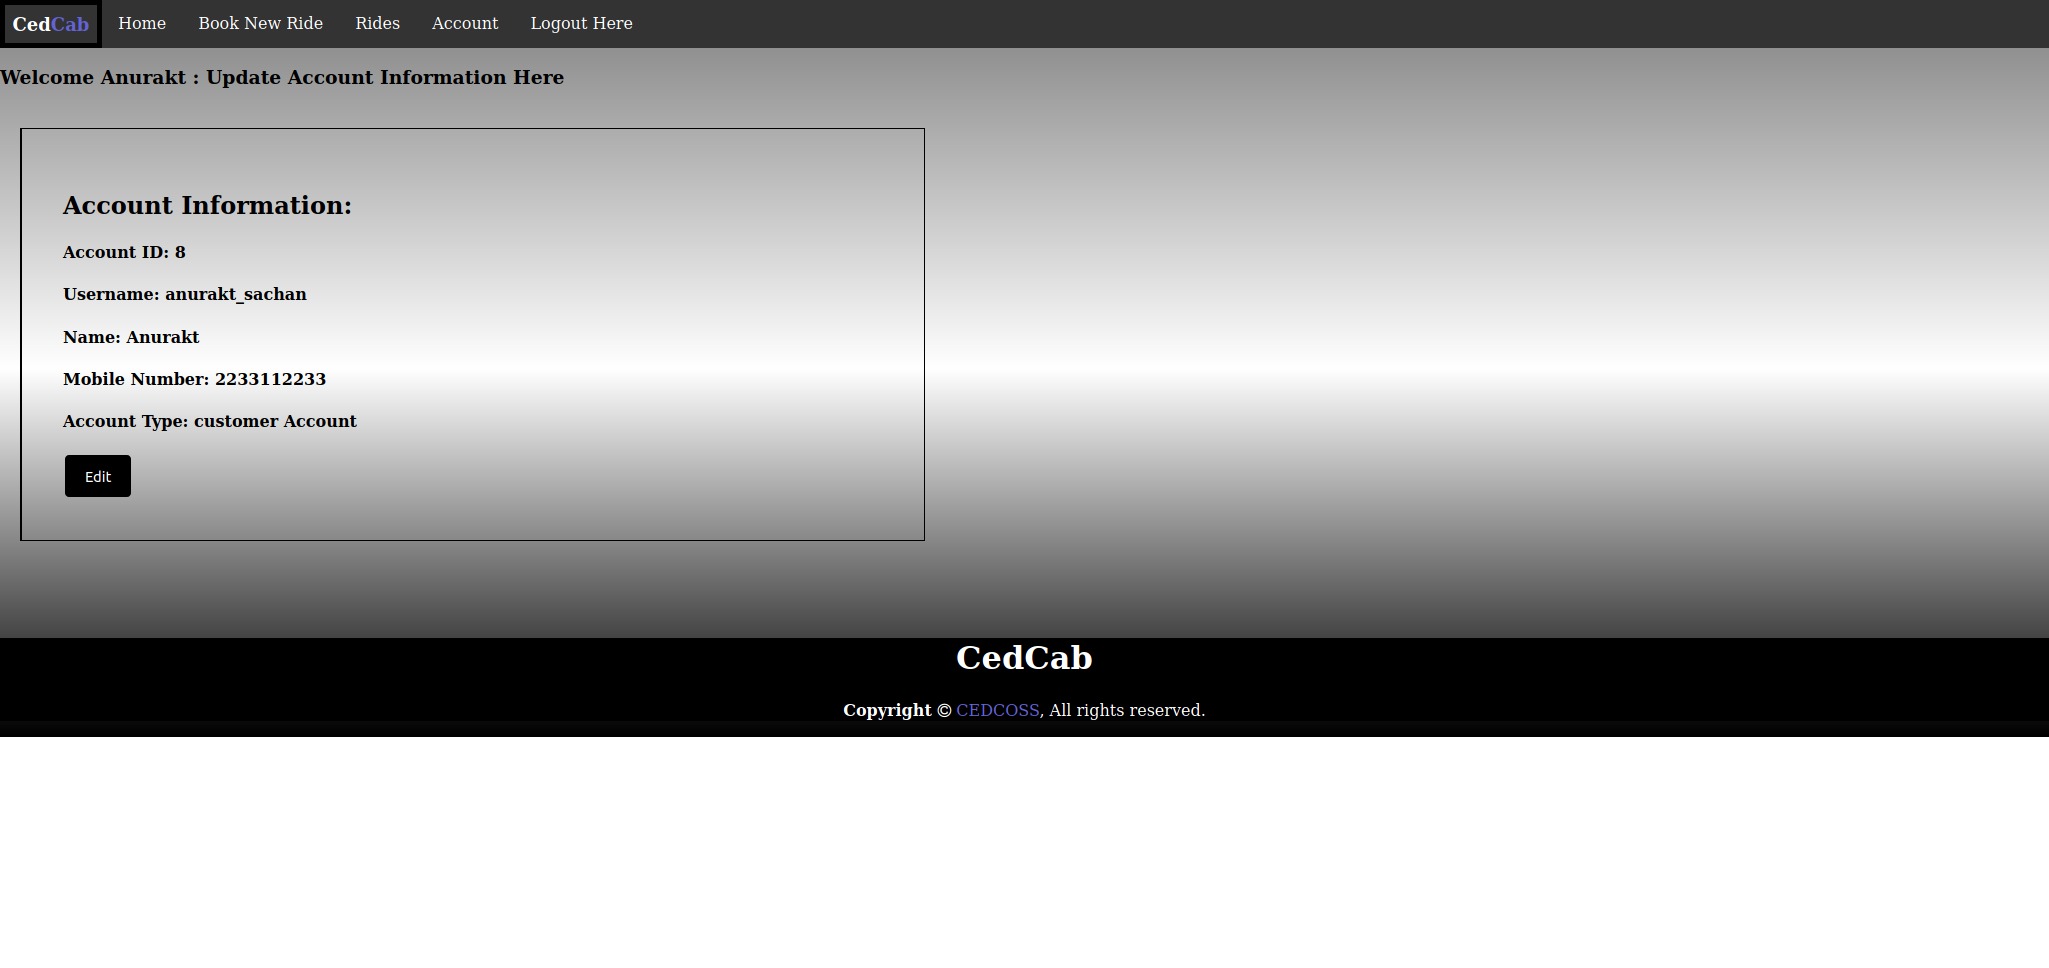 CedCab Home Book New Ride Rides Account Logout Here
Welcome Anurakt : Update Account Information Here
Account Information:
Account ID: 8
Username: anurakt_sachan
Name: Anurakt
Mobile Number: 2233112233
Account Type: customer Account
Edit
CedCab
Copyright © CEDCOSS, All rights reserved.